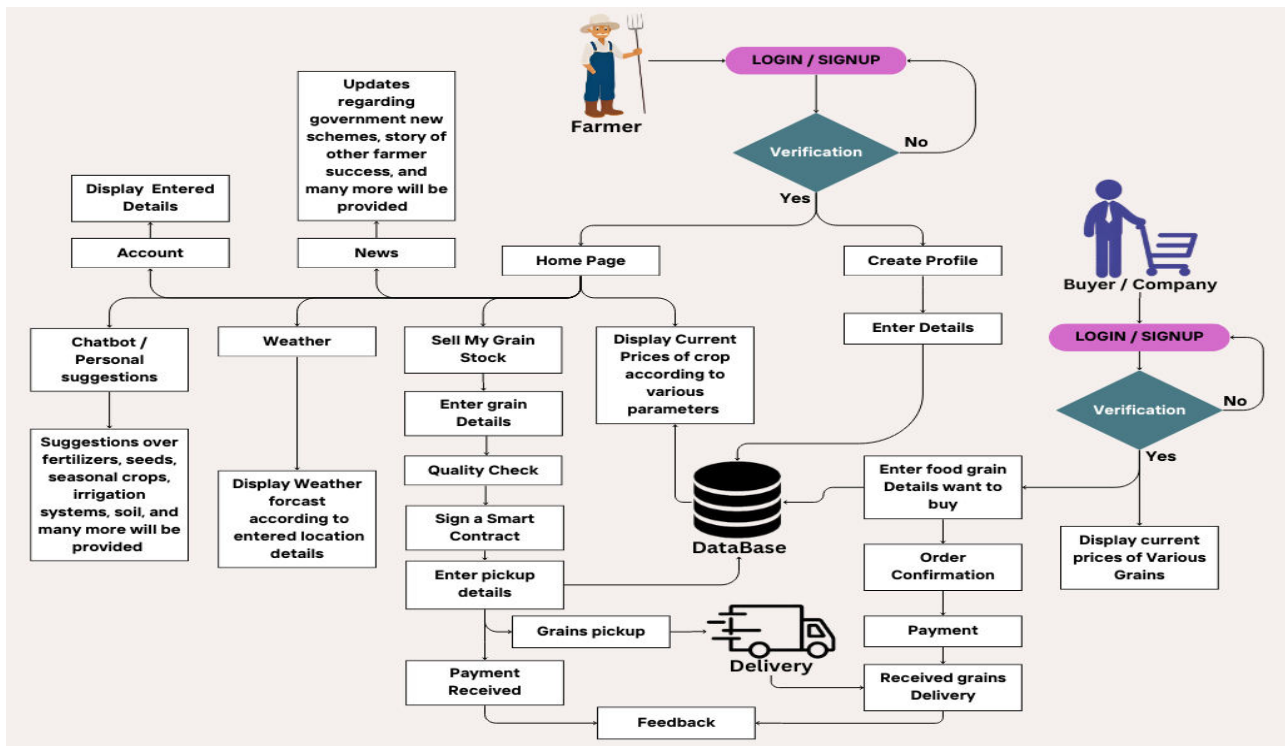 LOGIN / SIGNUP
Farmer
Verification
No
Yes
Updates
regarding
government new
schemes, story of
other farmer
success, and
many more will be
provided
Display Entered
Details
Account
News
Home Page
Create Profile
Buyer / Company
Chatbot /
Personal
suggestions
Weather
Sell My Grain
Stock
Display Current
Prices of crop
according to
various
parameters
Enter Details
LOGIN / SIGNUP
Verification
No
Yes
Enter grain
Details
Suggestions over
fertilizers, seeds,
seasonal crops,
irrigation
systems, soil, and
many more will be
provided
Display Weather
forcast
according to
entered location
details
Quality Check
Sign a Smart
Contract
Enter pickup
details
DataBase
Enter food grain
Details want to
buy
Display current
prices of Various
Grains
Order
Confirmation
Grains pickup
Delivery
Payment
Payment
Received
Received grains
Delivery
Feedback